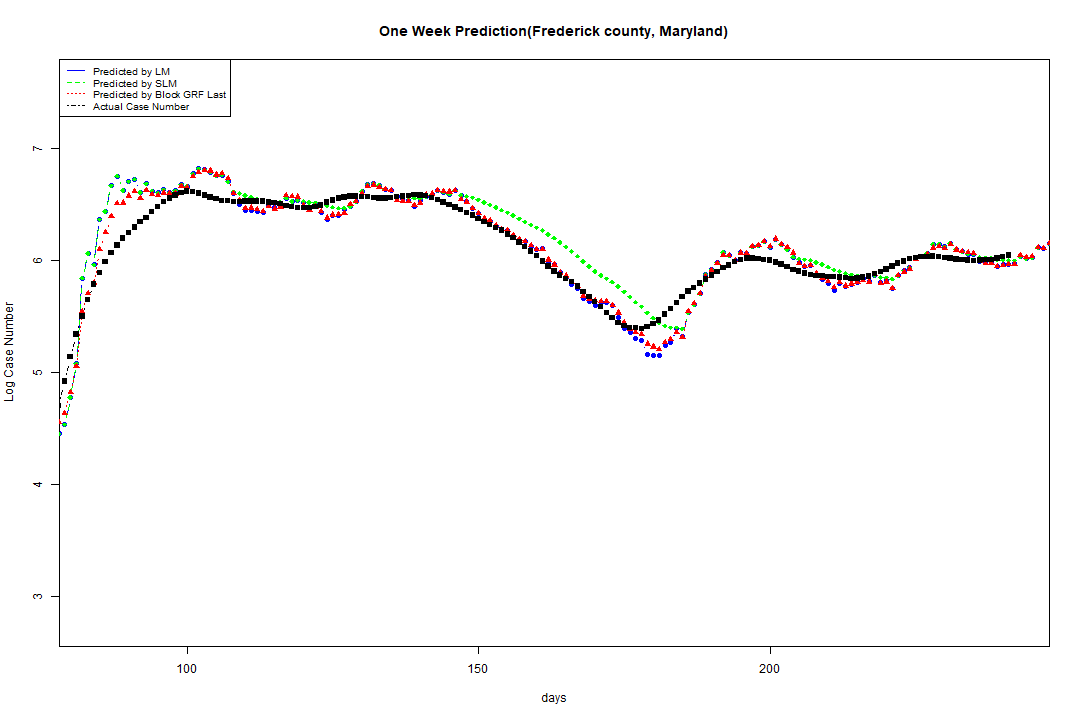 One Week Prediction(Frederick county, Maryland)
Predicted by LM
Predicted by SLM
Predicted by Block GRF Last
Actual Case Number
7
6
5
4
3
Log Case Number
100 150 200
days